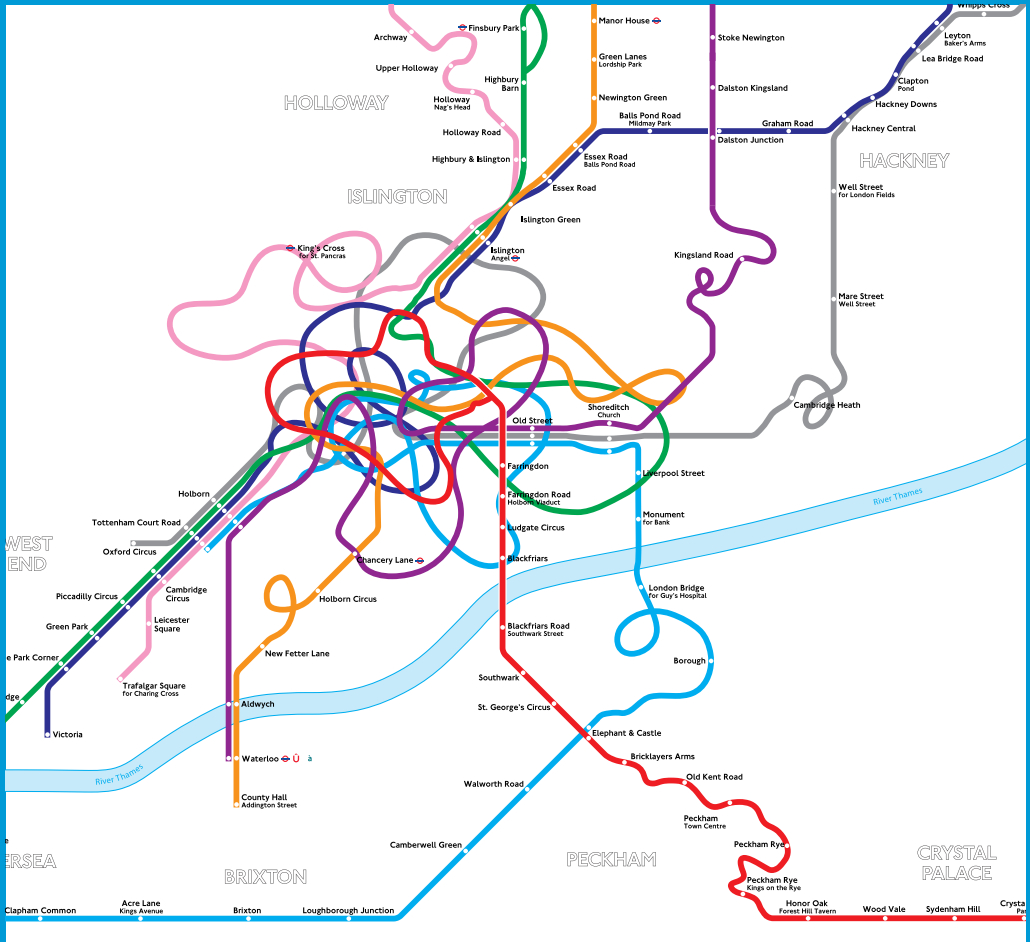 Whipps Cross
Archway
Finsbury Park
Manor House
Stoke Newington
Leyton
Baker's Arms
Lea Bridge Road
Upper Holloway
Green Lanes
Lordship Park
Highbury
Barn
Clapton
Pond
Dalston Kingsland
HOLLOWAY
Holloway
Nag's Head
Newington Green
Hackney Downs
Balls Pond Road
Mildmay Park
Graham Road
Hackney Central
Holloway Road
Dalston Junction
Highbury & Islington
Essex Road
Balls Pond Road
HACKNEY
Essex Road
ISLINGTON
Well Street
for London Fields
Islington Green
King's Cross
for St. Pancras
Islington
Angel
Kingsland Road
Mare Street
Well Street
Cambridge Heath
Shoreditch
Church
Old Street
Farringdon
Liverpool Street
Holborn
Farringdon Road
Holborn Viaduct
River Thames
Tottenham Court Road
Ludgate Circus
Monument
for Bank
Oxford Circus
WEST
END
Chancery Lane
Blackfriars
Piccadilly Circus
Cambridge
Circus
Holborn Circus
London Bridge
for Guy's Hospital
Green Park
Leicester
Square
Blackfriars Road
Southwark Street
e Park Corner
New Fetter Lane
Borough
Trafalgar Square
for Charing Cross
Southwark
dge
Aldwych
St. George's Circus
Victoria
Elephant & Castle
Waterloo Û à
Bricklayers Arms
River Thames
Old Kent Road
Walworth Road
County Hall
Addington Street
Peckham
Town Centre
e
Camberwell Green
Peckham Rye
ERSEA
PECKHAM
CRYSTAL
PALACE
BRIXTON
Peckham Rye
Kings on the Rye
Clapham Common
Acre Lane
Kings Avenue
Brixton
Loughborough Junction
Honor Oak
Forest Hill Tavern
Wood Vale
Sydenham Hill
Crysta
Pa